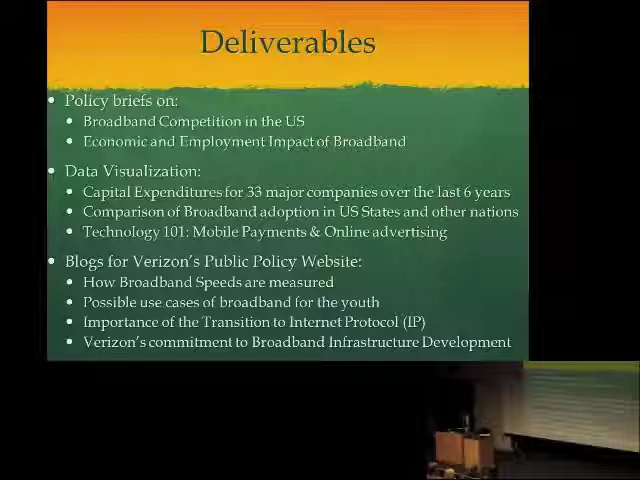 Deliverables
• Policy briefs on:
• Broadband Competition in the US
• Economic and Employment Impact of Broadband
• Data Visualization:
• Capital Expenditures for 33 major companies over the last 6 years
• Comparison of Broadband adoption in US States and other nations
• Technology 101: Mobile Payments & Online advertising
• Blogs for Verizon's Public Policy Website:
• How Broadband Speeds are measured
• Possible use cases of broadband for the youth
• Importance of the Transition to Internet Protocol (IP)
• Verizon's commitment to Broadband Infrastructure Development